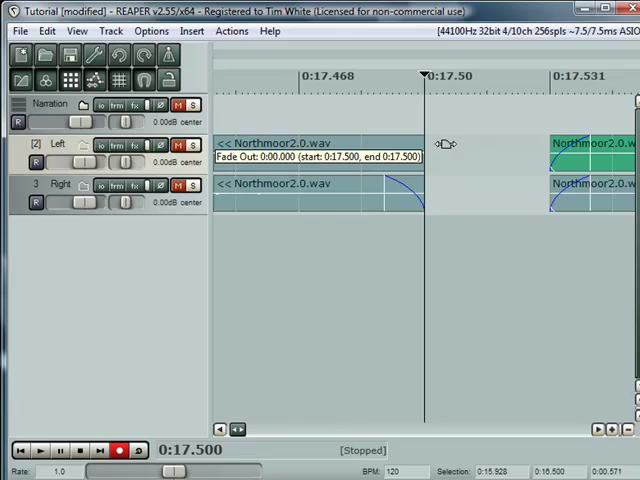 Tutorial [modified] - REAPER v2.55/x64 - Registered to Tim White (Licensed for non-commercial use)
File Edit View Track Options Insert Actions Help [44100Hz 32bit 4/10ch 256spls ~7.5/7.5ms ASIO
0:17.468 0:17.50 0:17.531
Narration io trm fx M S
R 0.00dB center
[2] Left io trm fx M S << Northmoor2.0.wav Northmoor2.0.w
R 0.00dB center Fade Out: 0:00.000 (start: 0:17.500, end 0:17.500)
3 Right io trm fx M S << Northmoor2.0.wav Northmoor2.0.w
R 0.00dB center
0:17.500 [Stopped]
Rate: 1.0 BPM: 120 Selection: 0:15.928 0:16.500 0:00.571